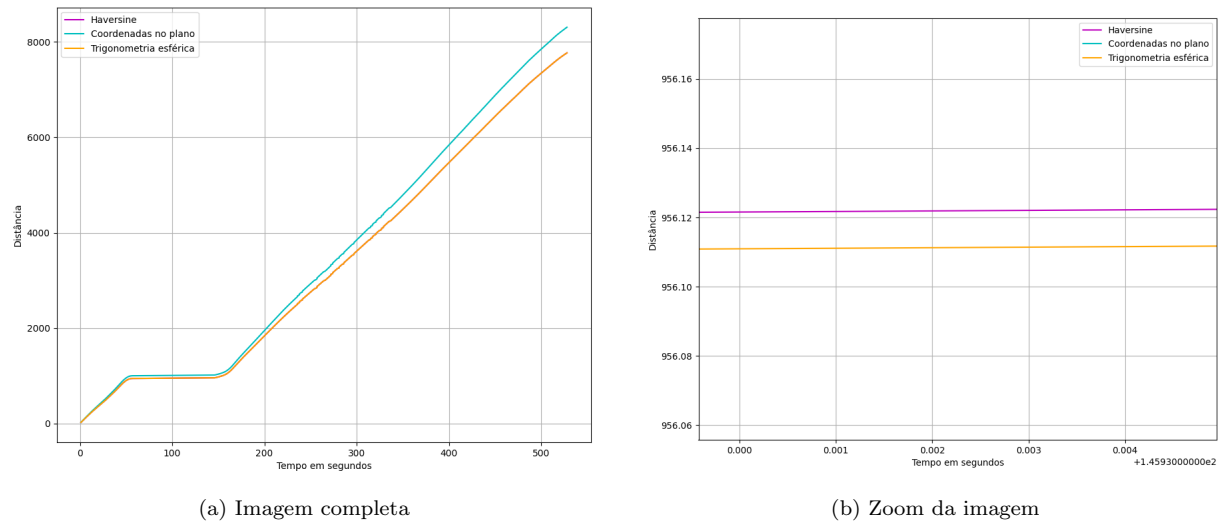 Haversine
Coordenadas no plano
Trigonometria esférica
8000
6000
4000
2000
0
Distância
0 100 200 300 400 500
Tempo em segundos
(a) Imagem completa
Haversine
Coordenadas no plano
Trigonometria esférica
956.16
956.14
956.12
956.10
956.08
956.06
Distância
0.000 0.001 0.002 0.003 0.004
Tempo em segundos
+1.4593000000e2
(b) Zoom da imagem